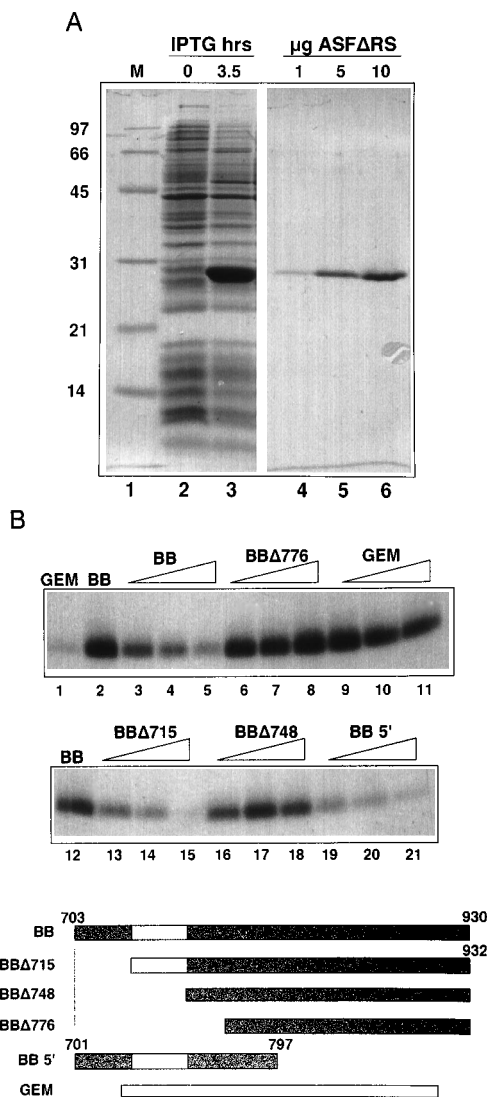 A
IPTG hrs µg ASFΔRS
M 0 3.5 1 5 10
97
66
45
31
21
14
1 2 3 4 5 6
B
BB BBΔ776 GEM
GEM BB
1 2 3 4 5 6 7 8 9 10 11
BBΔ715 BBΔ748 BB 5'
BB
12 13 14 15 16 17 18 19 20 21
703 930
BB
932
BBΔ715
BBΔ748
BBΔ776
701 797
BB 5'
GEM